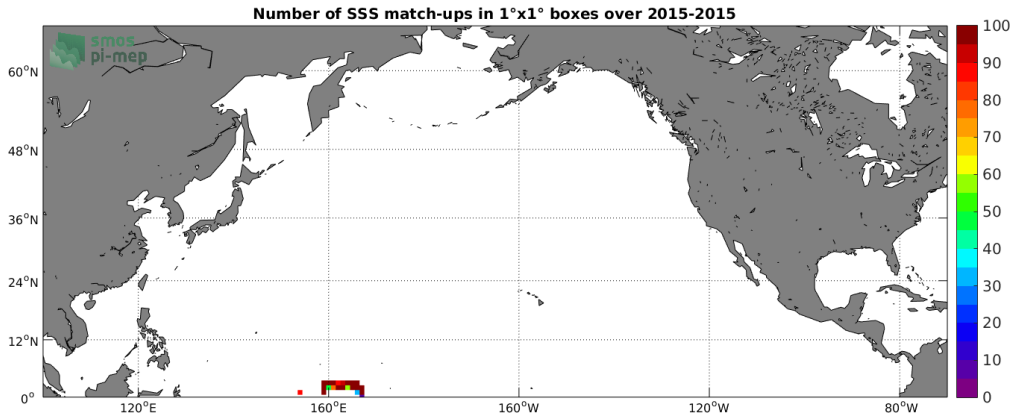 Number of SSS match-ups in 1°x1° boxes over 2015-2015
smos
pi-mep
60°N
48°N
36°N
24°N
12°N
0°
120°E
160°E
160°W
120°W
80°W
100
90
80
70
60
50
40
30
20
10
0